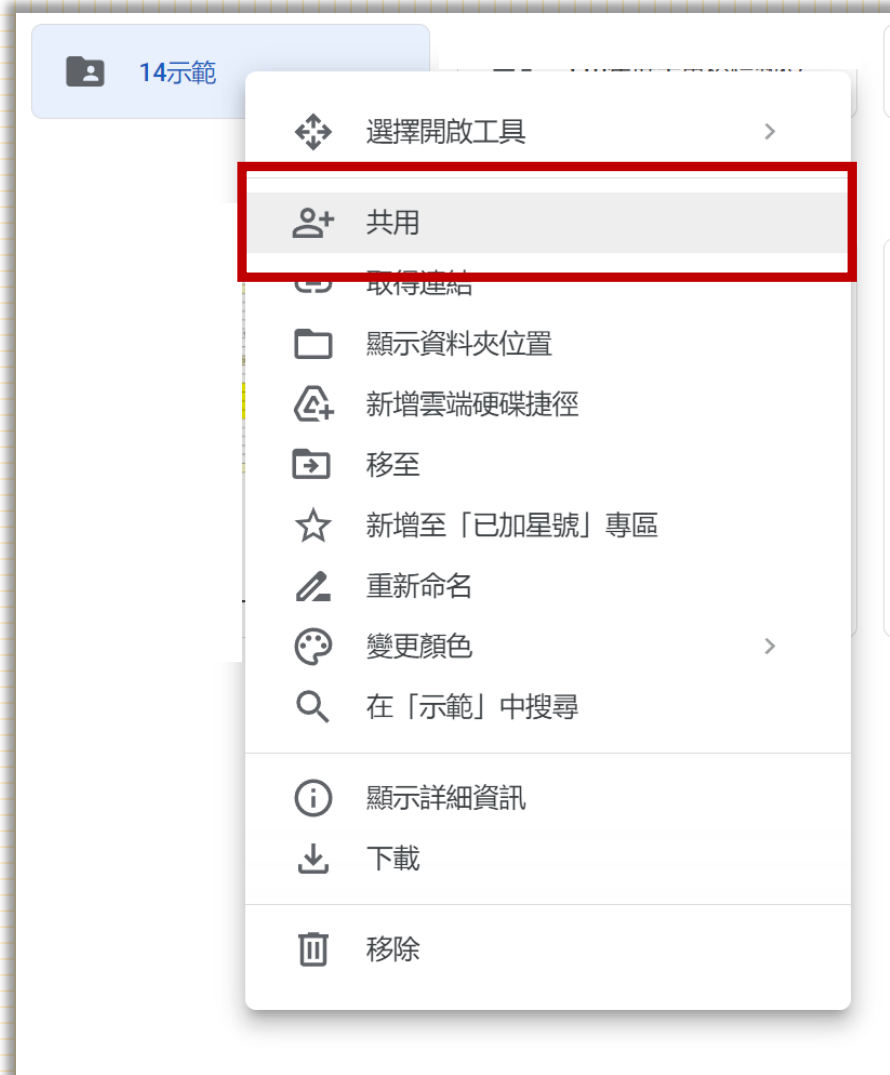 14示範
選擇開啟工具
共用
取得連結
顯示資料夾位置
新增雲端硬碟捷徑
移至
新增至「已加星號」專區
重新命名
變更顏色
在「示範」中搜尋
顯示詳細資訊
下載
移除